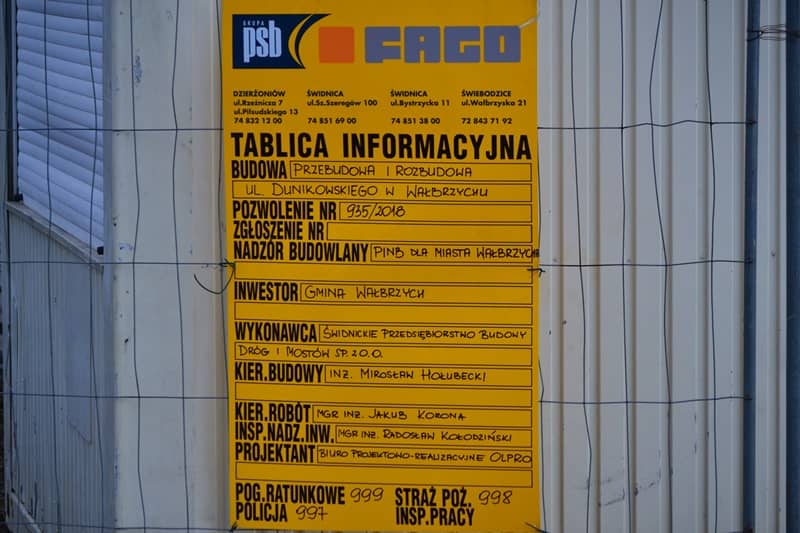 GRUPA
psb
FAGO
DZIERŻONIÓW
ul.Rzeźnicza 7
ul.Piłsudskiego 13
74 832 12 00
ŚWIDNICA
ul.Sz.Szeregów 100
74 851 69 00
ŚWIDNICA
ul.Bystrzycka 11
74 851 38 00
ŚWIEBODZICE
ul.Wałbrzyska 21
72 843 71 92
TABLICA INFORMACYJNA
BUDOWA PRZEBUDOWA I ROZBUDOWA
UL. DUNIKOWSKIEGO W WAŁBRZYCHU
POZWOLENIE NR 935/2018
ZGŁOSZENIE NR
NADZÓR BUDOWLANY PINB DLA MIASTA WAŁBRZYCHA
INWESTOR GMINA WAŁBRZYCH
WYKONAWCA ŚWIDNICKIE PRZEDSIĘBIORSTWO BUDOWY
DRÓG I MOSTÓW SP. Z O.O.
KIER.BUDOWY INŻ. MIROSŁAW HOŁUBECKI
KIER.ROBÓT MGR INŻ. JAKUB KORONA
INSP.NADZ.INW. MGR INŻ. RADOSŁAW KOŁODZIŃSKI
PROJEKTANT BIURO PROJEKTOWO-REALIZACYJNE OLPRO
POG.RATUNKOWE 999 STRAŻ POŻ. 998
POLICJA 997 INSP.PRACY